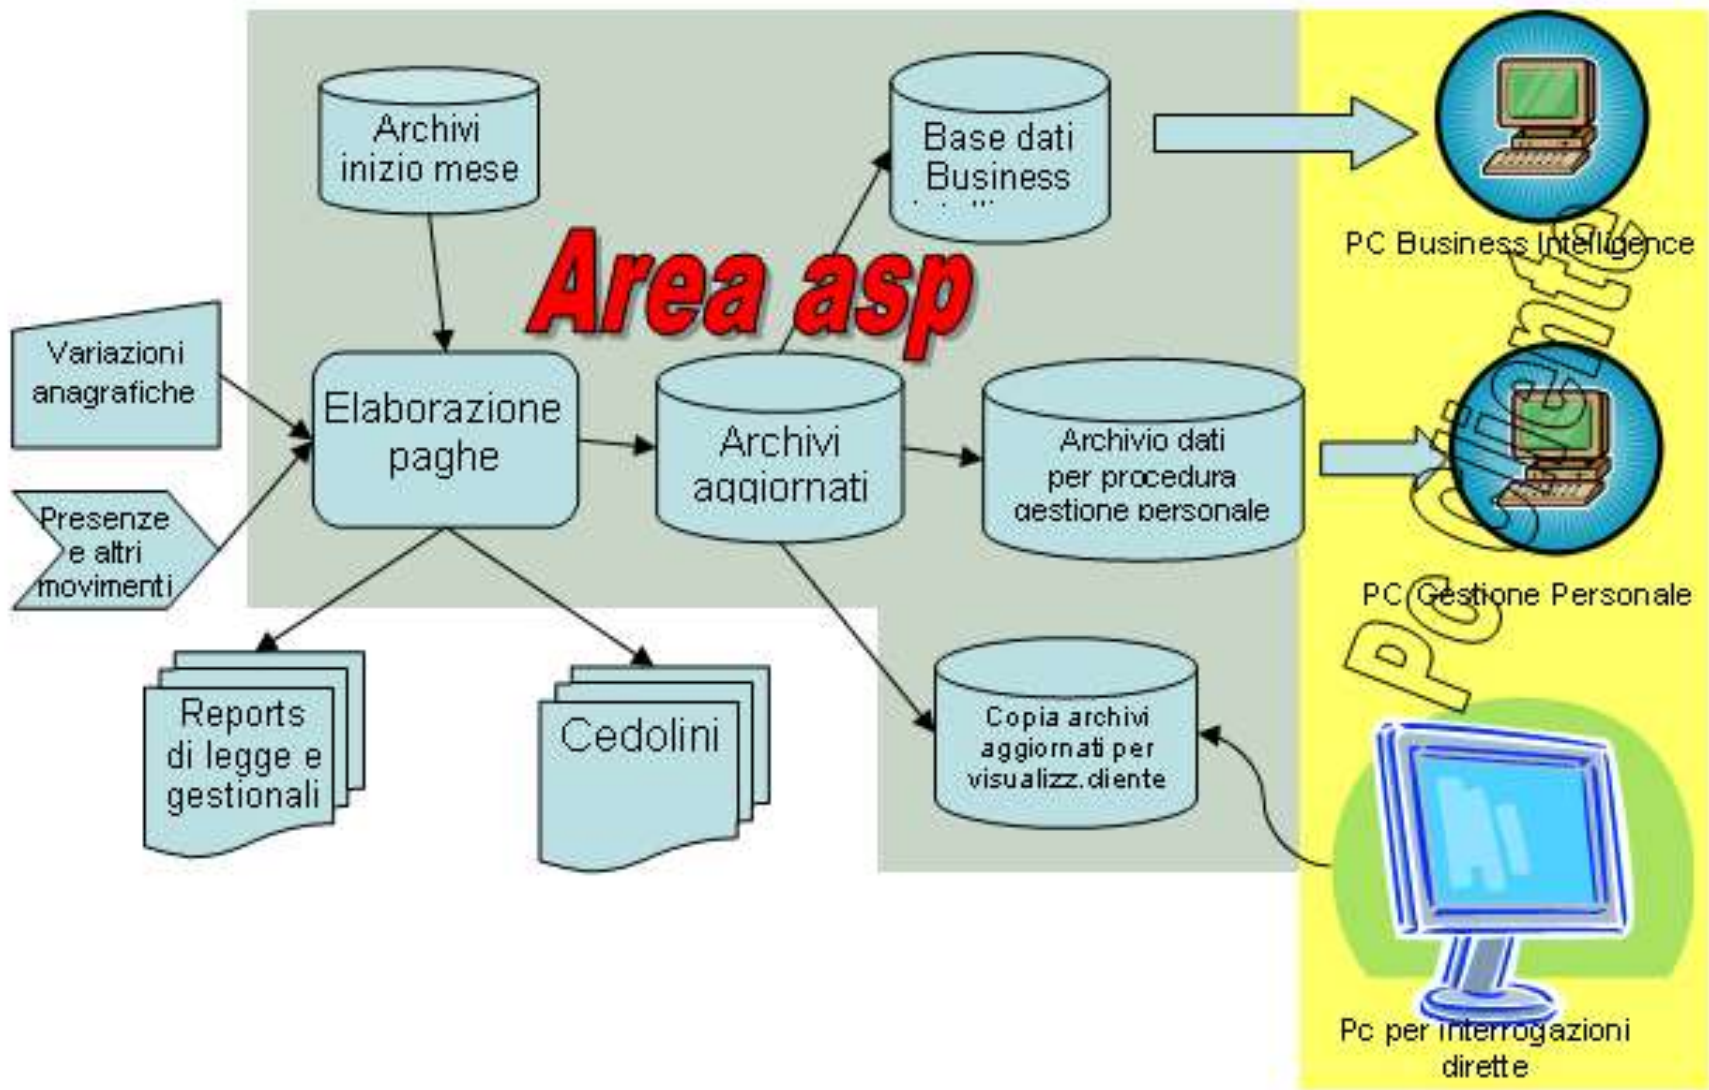 Archivi
inizio mese
Base dati
Business
PC Business Intelligence
Area asp
Variazioni
anagrafiche
Elaborazione
paghe
Archivi
aggiornati
Archivio dati
per procedura
gestione personale
Pc Cliente
Presenze
e altri
movimenti
PC Gestione Personale
Reports
di legge e
gestionali
Cedolini
Copia archivi
aggiornati per
visualizz.cliente
Pc per interrogazioni
dirette